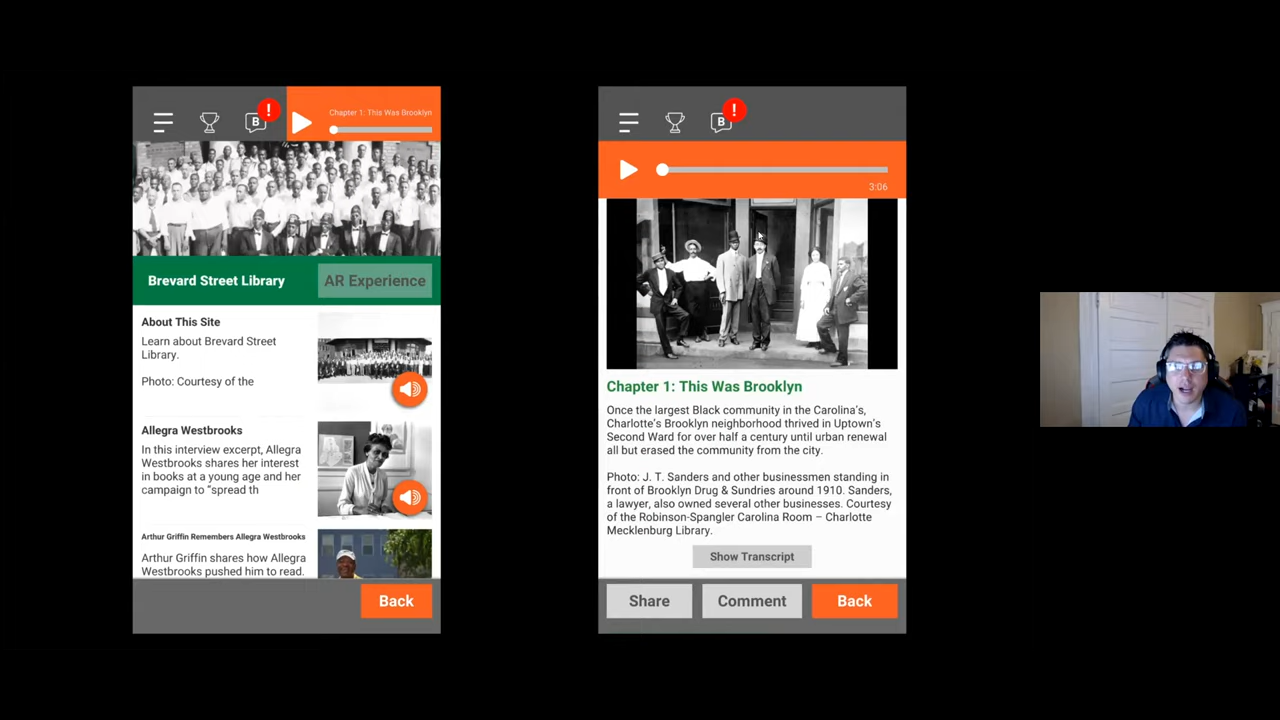 B
!
Chapter 1: This Was Brooklyn
Brevard Street Library
AR Experience
About This Site
Learn about Brevard Street
Library.
Photo: Courtesy of the
Allegra Westbrooks
In this interview excerpt, Allegra
Westbrooks shares her interest
in books at a young age and her
campaign to “spread th
Arthur Griffin Remembers Allegra Westbrooks
Arthur Griffin shares how Allegra
Westbrooks pushed him to read.
Back
B
!
3:06
Chapter 1: This Was Brooklyn
Once the largest Black community in the Carolina's,
Charlotte's Brooklyn neighborhood thrived in Uptown's
Second Ward for over half a century until urban renewal
all but erased the community from the city.
Photo: J. T. Sanders and other businessmen standing in
front of Brooklyn Drug & Sundries around 1910. Sanders,
a lawyer, also owned several other businesses. Courtesy
of the Robinson-Spangler Carolina Room – Charlotte
Mecklenburg Library.
Show Transcript
Share
Comment
Back